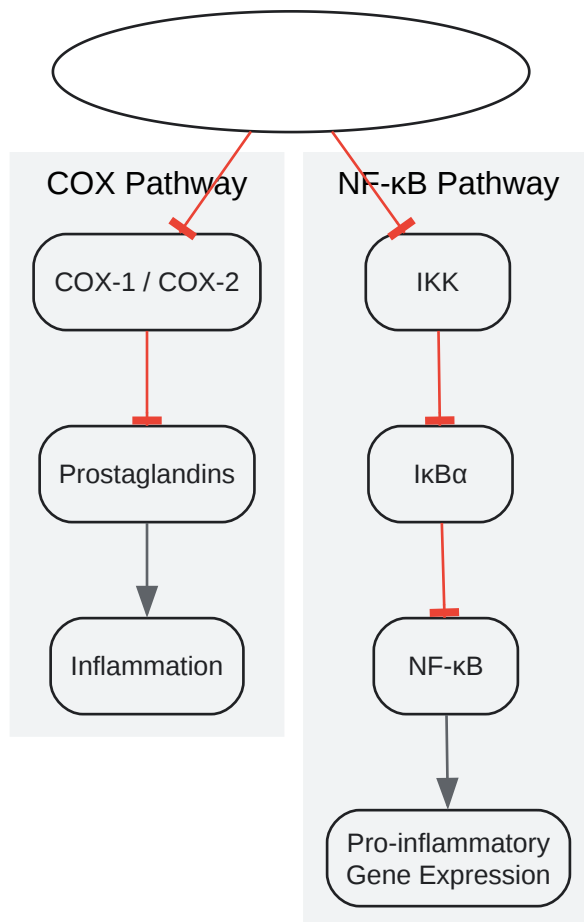 COX Pathway
COX-1 / COX-2
Prostaglandins
Inflammation
NF-κB Pathway
IKK
IκBα
NF-κB
Pro-inflammatory
Gene Expression